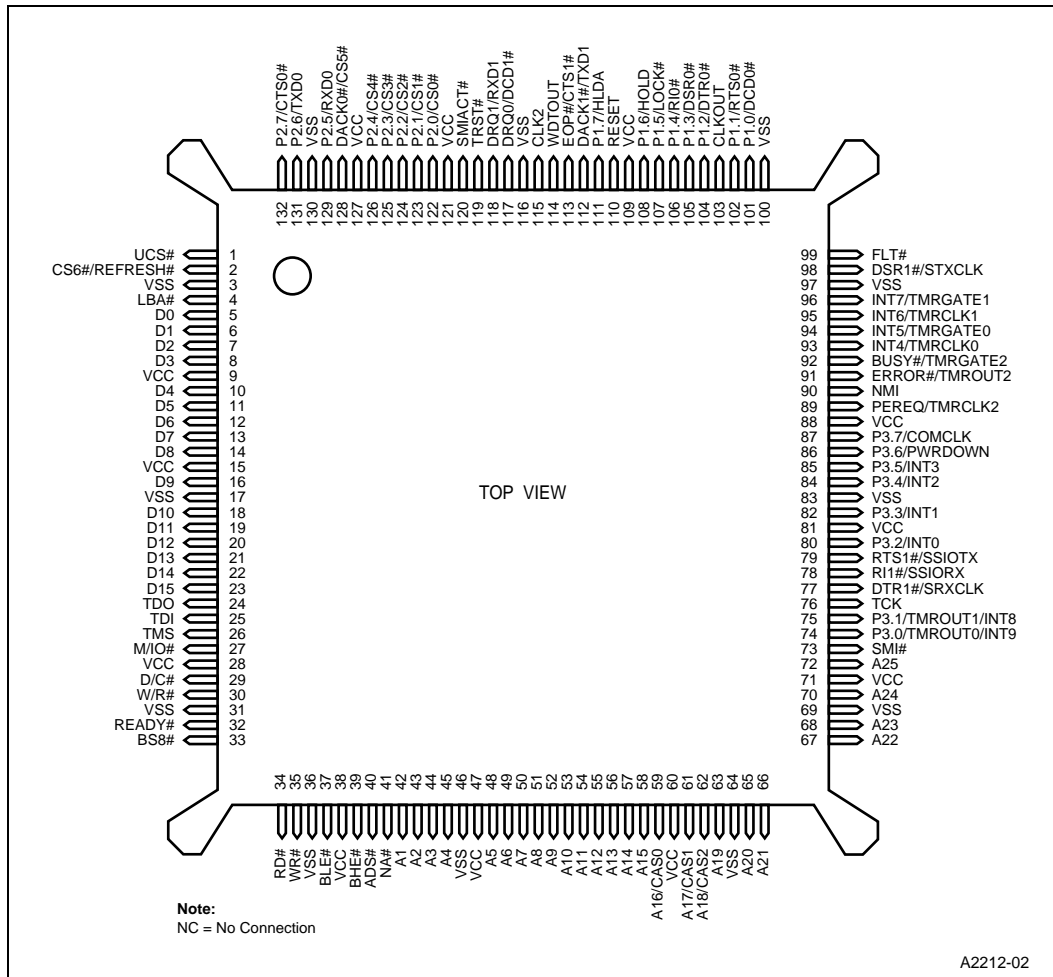 P2.7/CTS0#
P2.6/TXD0
VSS
P2.5/RXD0
DACK0#/CS5#
VCC
P2.4/CS4#
P2.3/CS3#
P2.2/CS2#
P2.1/CS1#
P2.0/CS0#
VCC
SMIACT#
TRST#
DRQ1/RXD1
DRQ0/DCD1#
VSS
CLK2
WDTOUT
EOP#/CTS1#
DACK1#/TXD1
P1.7/HLDA
RESET
VCC
P1.6/HOLD
P1.5/LOCK#
P1.4/RI0#
P1.3/DSR0#
P1.2/DTR0#
CLKOUT
P1.1/RTS0#
P1.0/DCD0#
VSS
132
131
130
129
128
127
126
125
124
123
122
121
120
119
118
117
116
115
114
113
112
111
110
109
108
107
106
105
104
103
102
101
100
UCS# 1
CS6#/REFRESH# 2
VSS 3
LBA# 4
D0 5
D1 6
D2 7
D3 8
VCC 9
D4 10
D5 11
D6 12
D7 13
D8 14
VCC 15
D9 16
VSS 17
D10 18
D11 19
D12 20
D13 21
D14 22
D15 23
TDO 24
TDI 25
TMS 26
M/IO# 27
VCC 28
D/C# 29
W/R# 30
VSS 31
READY# 32
BS8# 33
TOP VIEW
99 FLT#
98 DSR1#/STXCLK
97 VSS
96 INT7/TMRGATE1
95 INT6/TMRCLK1
94 INT5/TMRGATE0
93 INT4/TMRCLK0
92 BUSY#/TMRGATE2
91 ERROR#/TMROUT2
90 NMI
89 PEREQ/TMRCLK2
88 VCC
87 P3.7/COMCLK
86 P3.6/PWRDOWN
85 P3.5/INT3
84 P3.4/INT2
83 VSS
82 P3.3/INT1
81 VCC
80 P3.2/INT0
79 RTS1#/SSIOTX
78 RI1#/SSIORX
77 DTR1#/SRXCLK
76 TCK
75 P3.1/TMROUT1/INT8
74 P3.0/TMROUT0/INT9
73 SMI#
72 A25
71 VCC
70 A24
69 VSS
68 A23
67 A22
34
35
36
37
38
39
40
41
42
43
44
45
46
47
48
49
50
51
52
53
54
55
56
57
58
59
60
61
62
63
64
65
66
RD#
WR#
VSS
BLE#
VCC
BHE#
ADS#
NA#
A1
A2
A3
A4
VSS
VCC
A5
A6
A7
A8
A9
A10
A11
A12
A13
A14
A15
A16/CAS0
VCC
A17/CAS1
A18/CAS2
A19
VSS
A20
A21
Note:
NC = No Connection
A2212-02